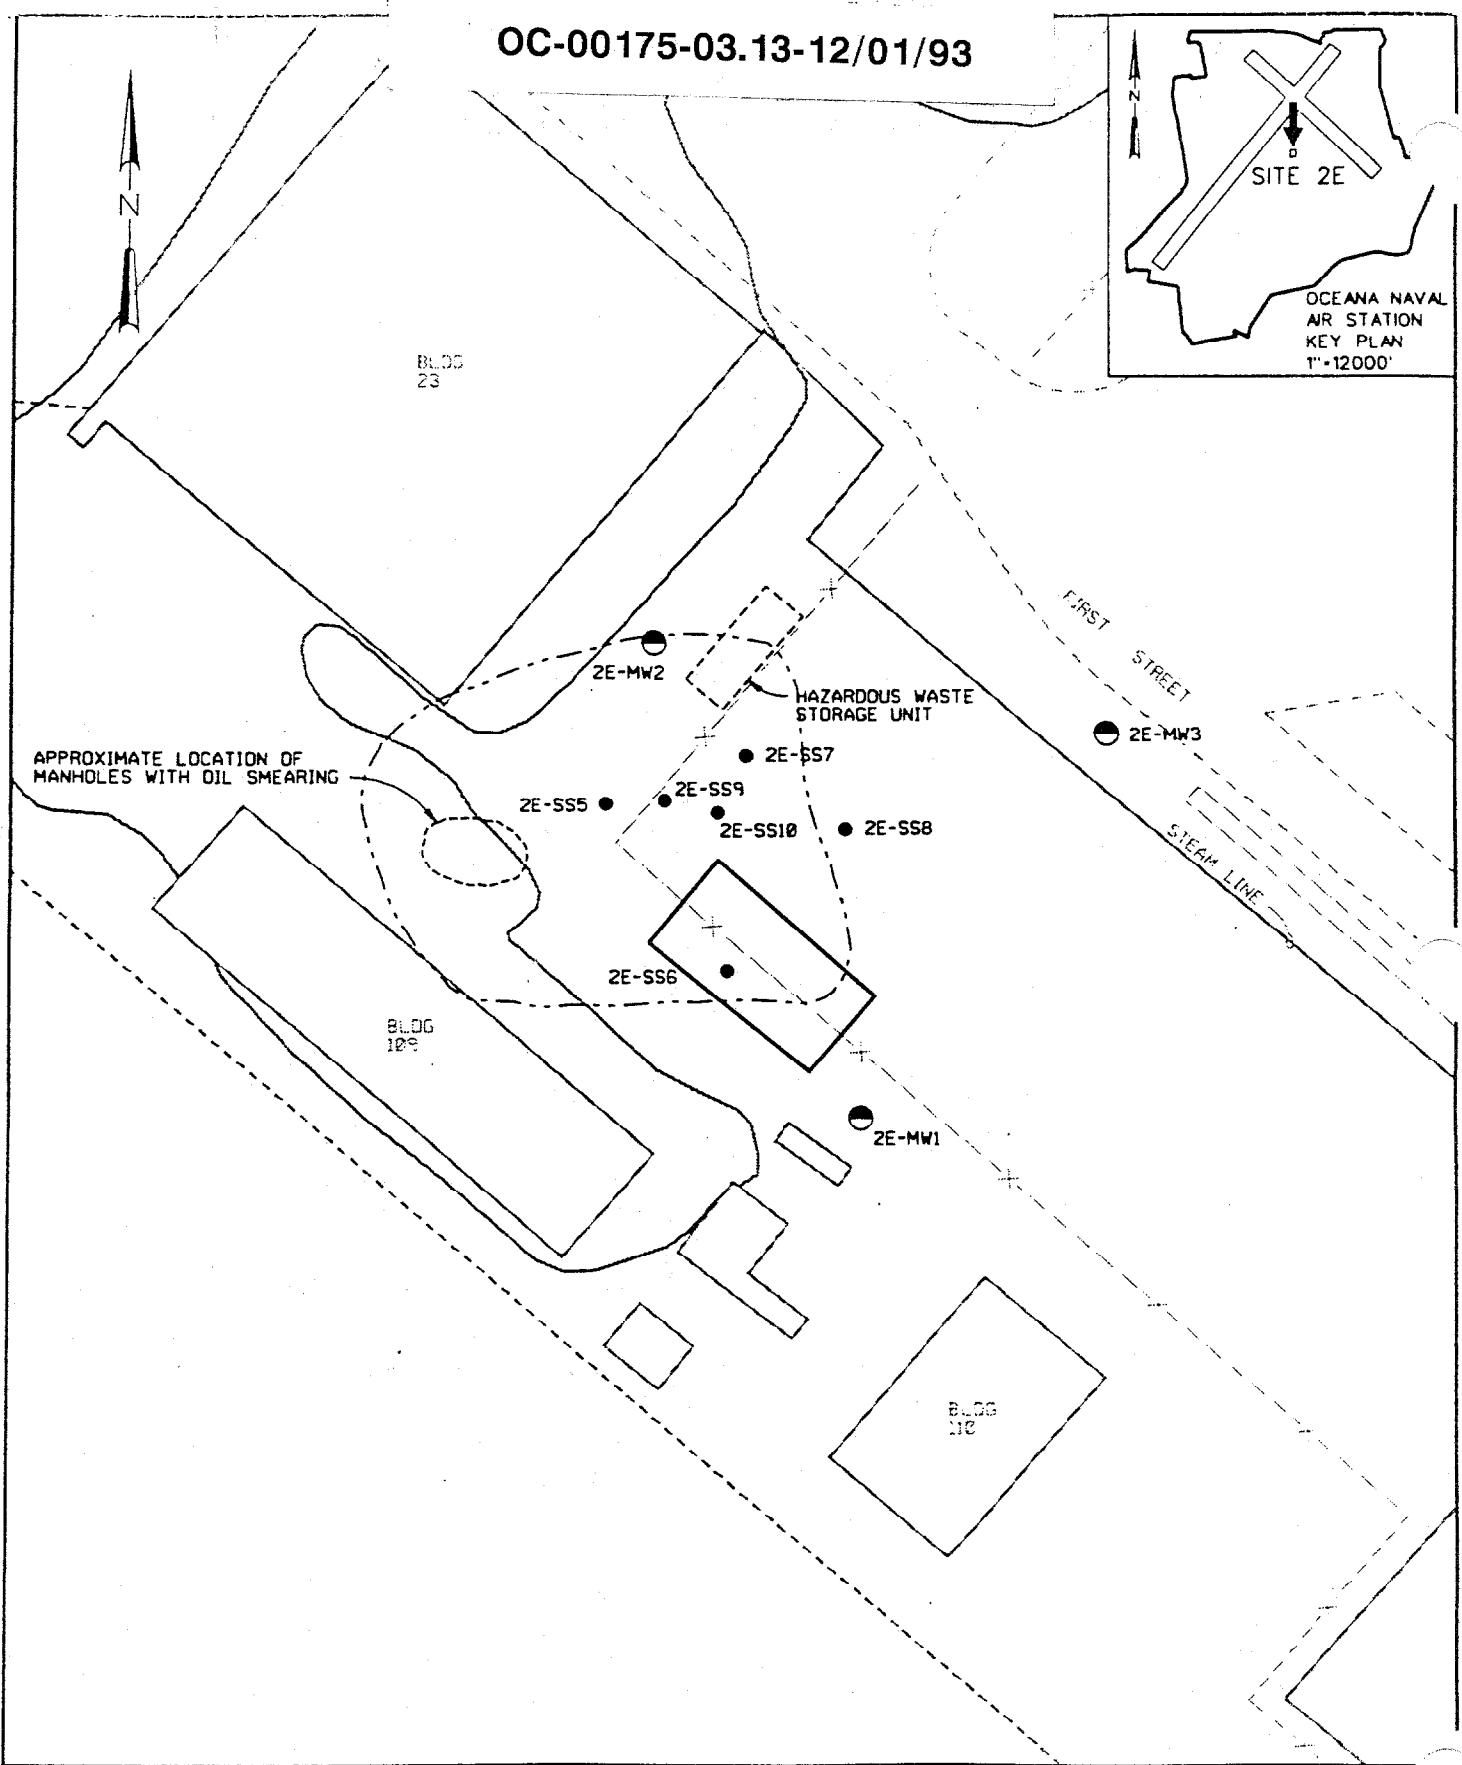 OC-00175-03.13-12/01/93
N
N
SITE 2E
OCEANA NAVAL
AIR STATION
KEY PLAN
1"=12000'
BLDG
23
FIRST STREET
2E-MW2
HAZARDOUS WASTE
STORAGE UNIT
2E-MW3
APPROXIMATE LOCATION OF
MANHOLES WITH OIL SMEARING
2E-SS7
2E-SS5
2E-SS9
2E-SS10
2E-SS8
STEAM LINE
2E-SS6
BLDG
109
2E-MW1
BLDG
110